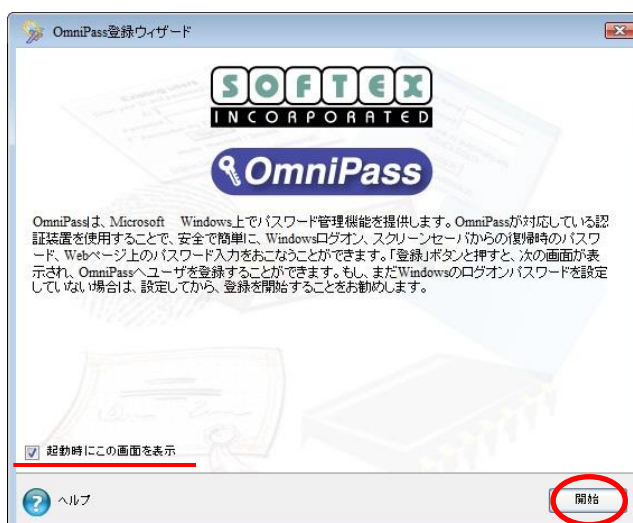 OmniPass登録ウィザード
SOFTEX
INCORPORATED
OmniPass
OmniPassは、Microsoft Windows上でパスワード管理機能を提供します。OmniPassが対応している認
証装置を使用することで、安全で簡単に、Windowsログオン、スクリーンセーバからの復帰時のパスワ
ード、Webページ上のパスワード入力をおこなうことができます。「登録」ボタンと押すと、次の画面が表
示され、OmniPassへユーザを登録することができます。もし、まだWindowsのログオンパスワードを設定
していない場合は、設定してから、登録を開始することをお勧めします。
起動時にこの画面を表示
ヘルプ
開始